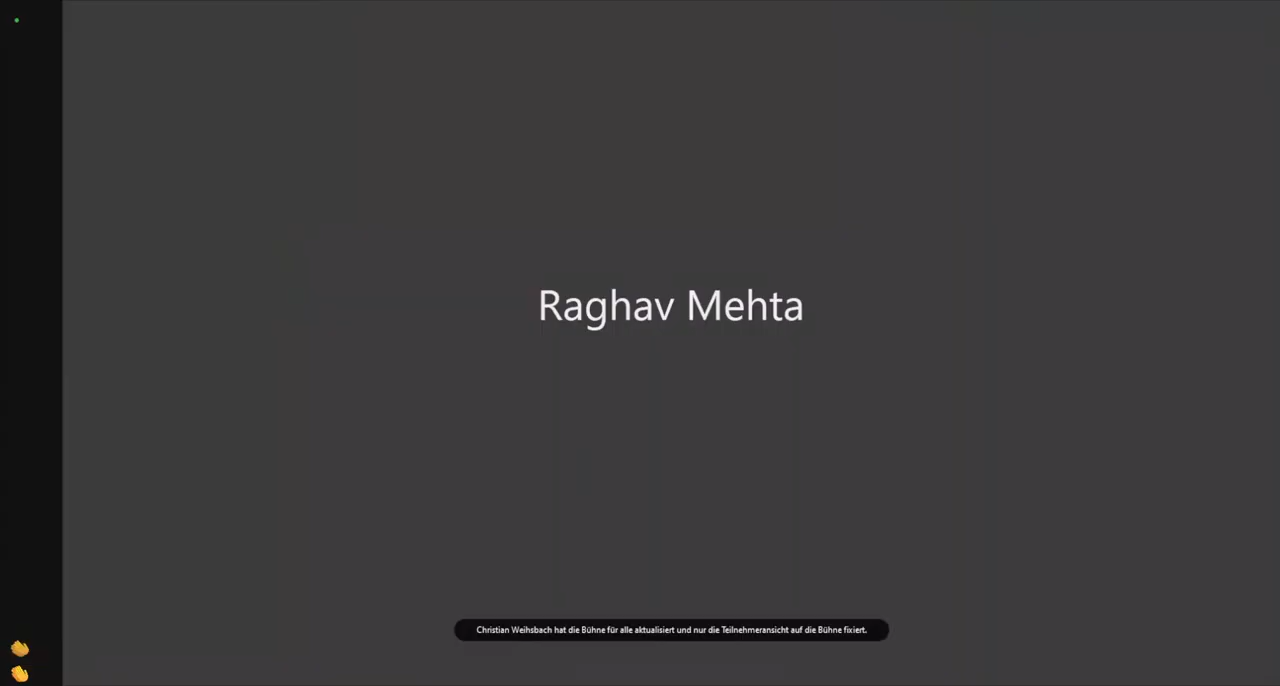 Raghav Mehta
Christian Weihsbach hat die Bühne für alle aktualisiert und nur die Teilnehmeransicht auf die Bühne fixiert.